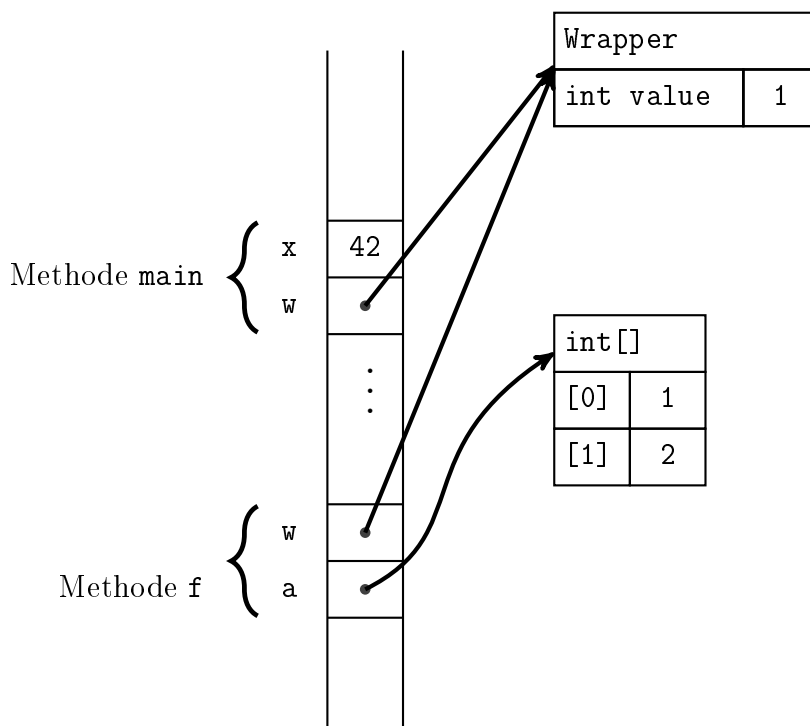 Wrapper
int value 1
x 42
Methode main
w
int[]
[0] 1
[1] 2
w
Methode f
a